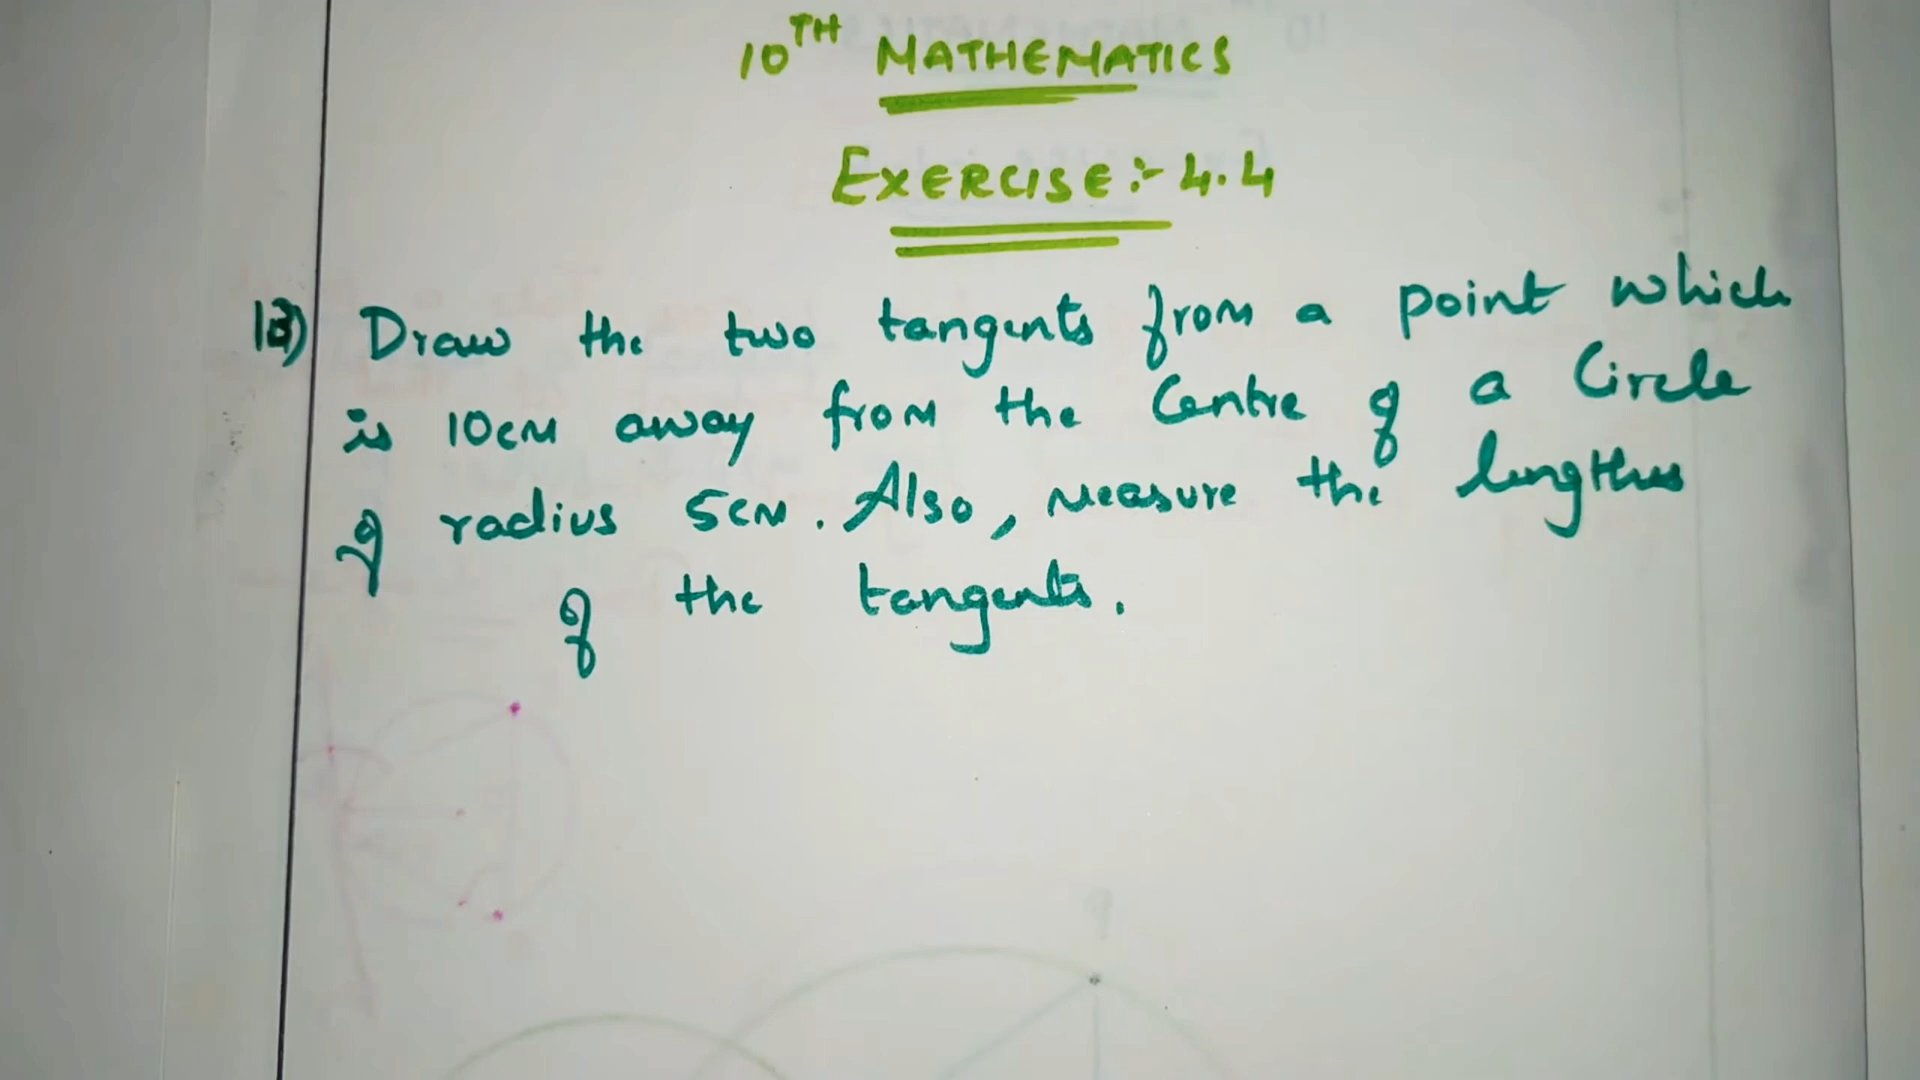 10TH MATHEMATICS
EXERCISE:- 4.4
13) Draw the two tangents from a point which
is 10cm away from the Centre of a Circle
of radius 5cm. Also, measure the lengths
of the tangents.